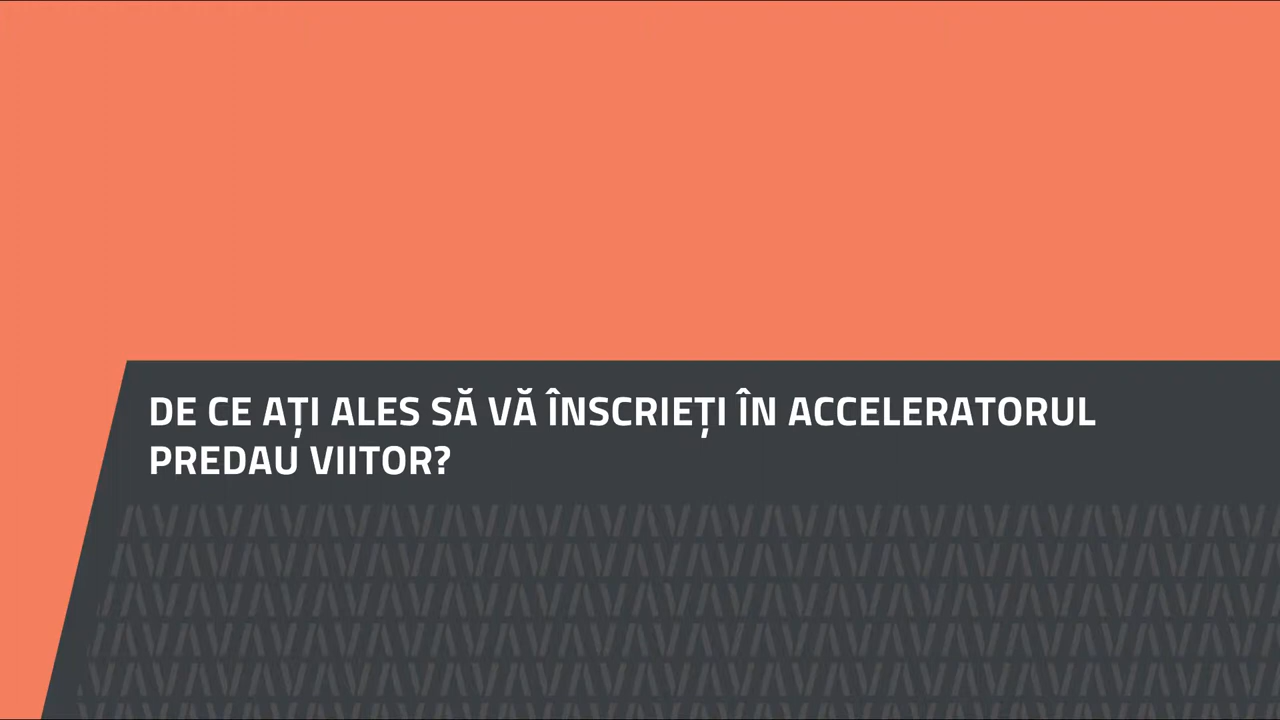 DE CE AȚI ALES SĂ VĂ ÎNSCRIEȚI ÎN ACCELERATORUL
PREDAU VIITOR?